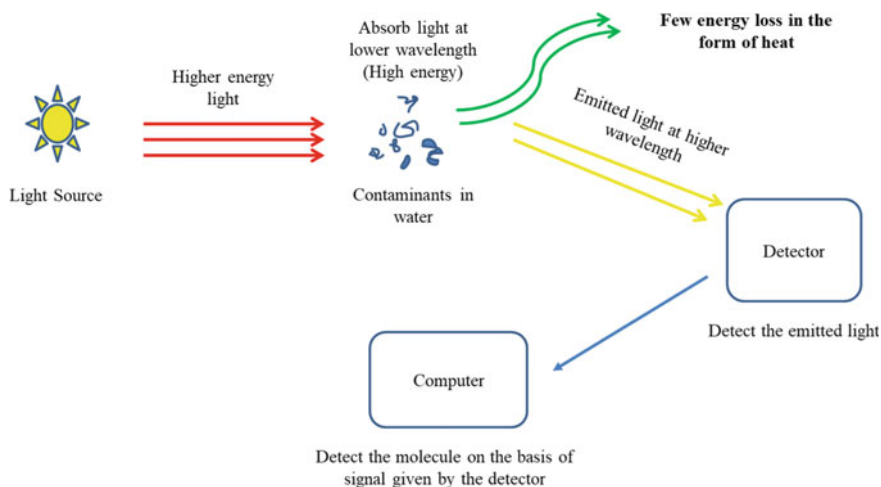 Absorb light at
lower wavelength
(High energy)
Few energy loss in the
form of heat
Higher energy
light
Emitted light at higher
wavelength
Light Source
Contaminants in
water
Detector
Detect the emitted light
Computer
Detect the molecule on the basis of
signal given by the detector